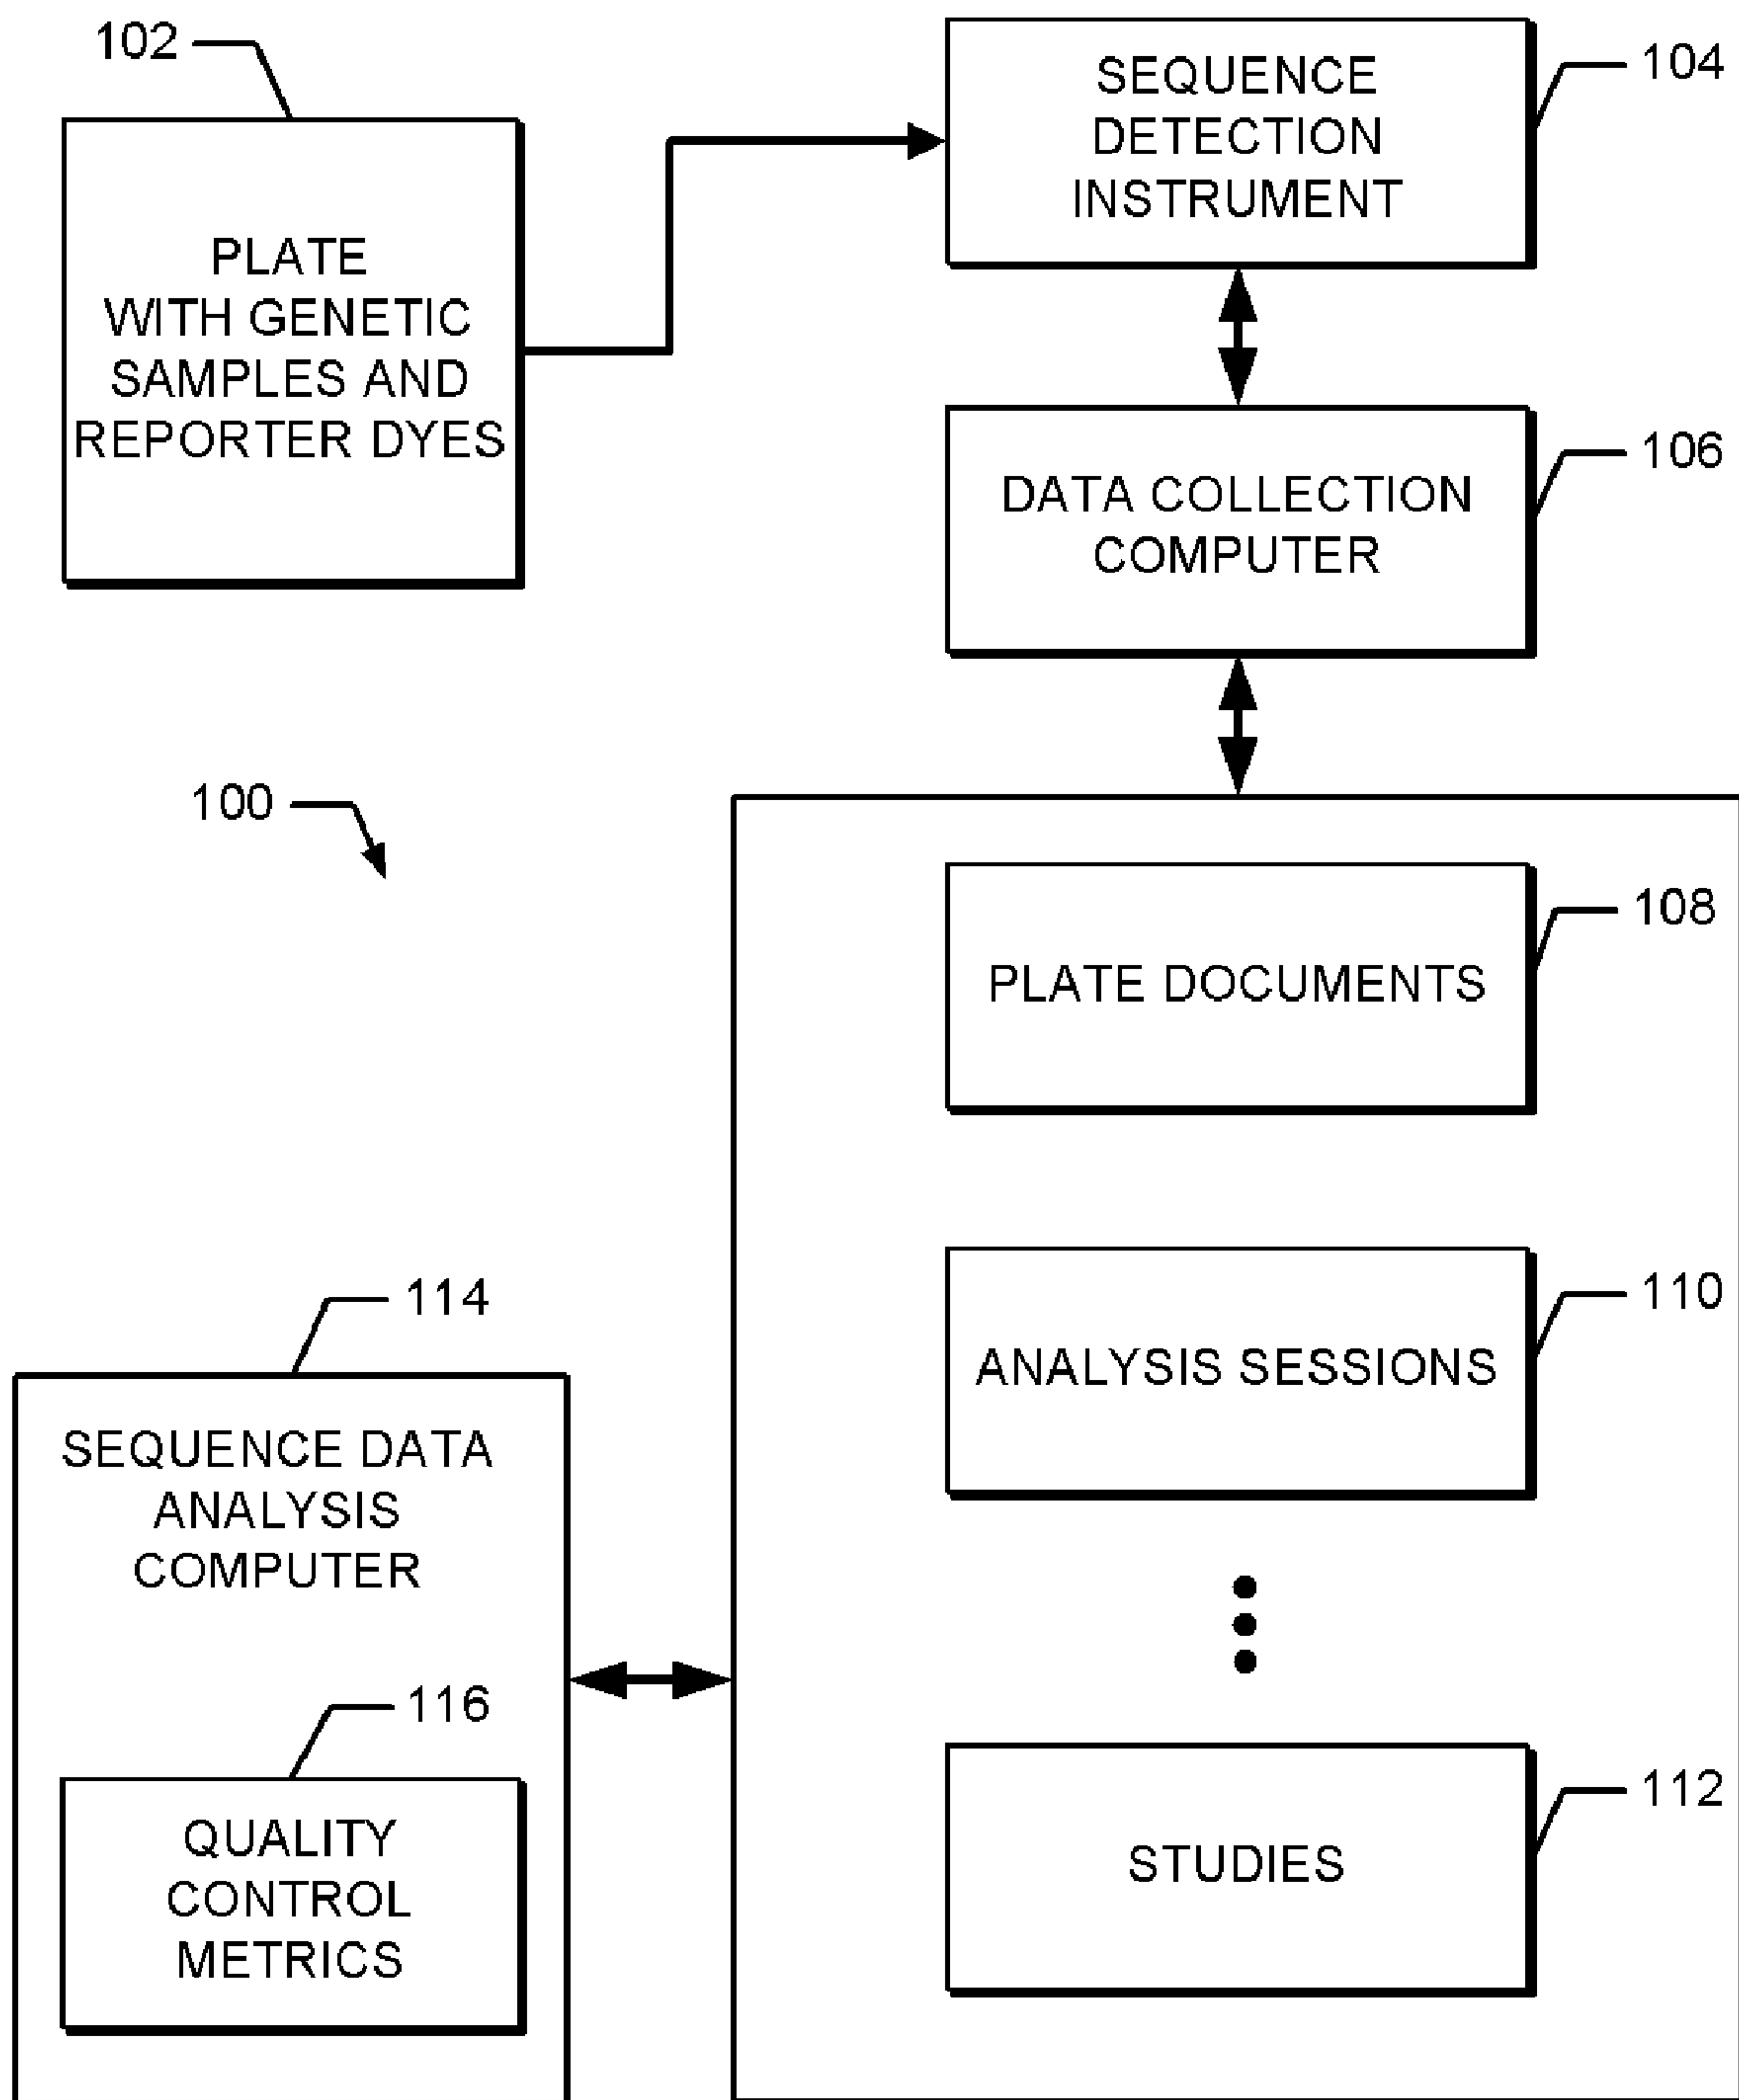 102
PLATE
WITH GENETIC
SAMPLES AND
REPORTER DYES
SEQUENCE
DETECTION
INSTRUMENT
104
DATA COLLECTION
COMPUTER
106
100
PLATE DOCUMENTS
108
ANALYSIS SESSIONS
110
STUDIES
112
114
SEQUENCE DATA
ANALYSIS
COMPUTER
116
QUALITY
CONTROL
METRICS